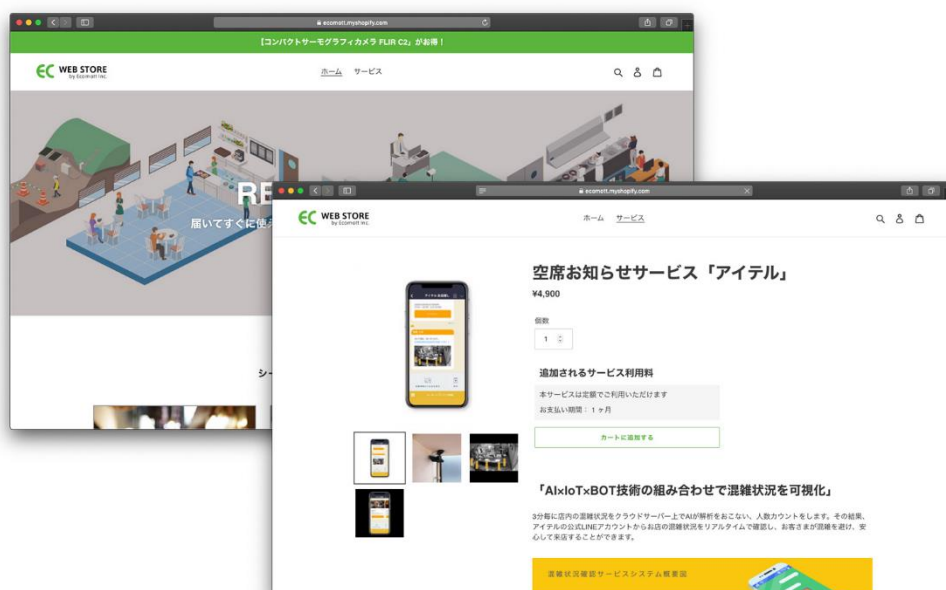 ecomott.myshopify.com
【コンパクトサーモグラフィカメラ FLIR C2」がお得!
EC WEB STORE
by Ecomott Inc.
ホーム サービス
RE
届いてすぐに使え
シー
ecomott.myshopify.com
EC WEB STORE
by Ecomott Inc.
ホーム サービス
空席お知らせサービス「アイテル」
¥4,900
個数
1
追加されるサービス利用料
本サービスは定額でご利用いただけます
お支払い期間: 1 ヶ月
カートに追加する
「AI×IoT×BOT技術の組み合わせで混雑状況を可視化」
3分毎に店内の混雑状況をクラウドサーバー上でAIが解析をおこない、人数カウントをします。その結果、
アイテルの公式LINEアカウントからお店の混雑状況をリアルタイムで確認し、お客さまが混雑を避け、安
心して来店することができます。
混雑状況確認サービスシステム概要図